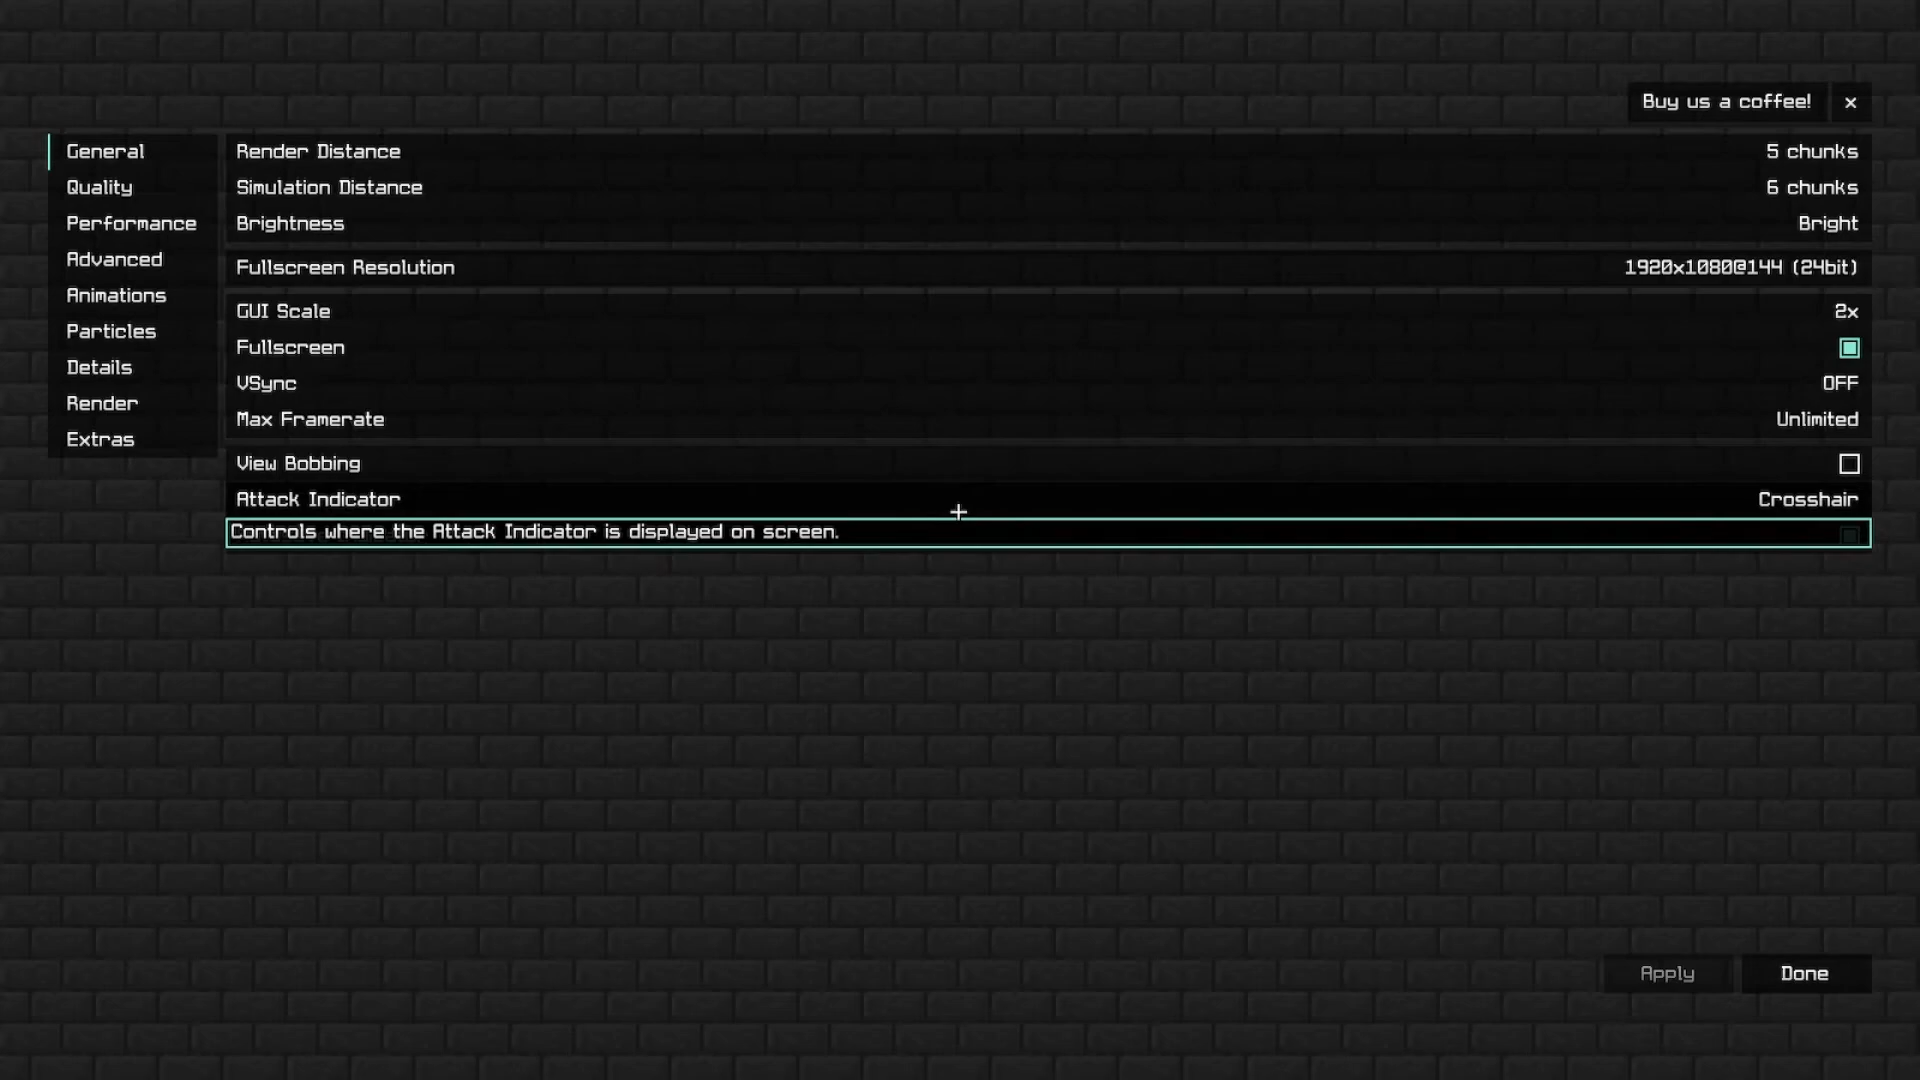 Buy us a coffee! x
General
Quality
Performance
Advanced
Animations
Particles
Details
Render
Extras
Render Distance 5 chunks
Simulation Distance 6 chunks
Brightness Bright
Fullscreen Resolution 1920x1080@144 (24bit)
GUI Scale 2x
Fullscreen
VSync OFF
Max Framerate Unlimited
View Bobbing
Attack Indicator Crosshair
Controls where the Attack Indicator is displayed on screen.
Apply Done